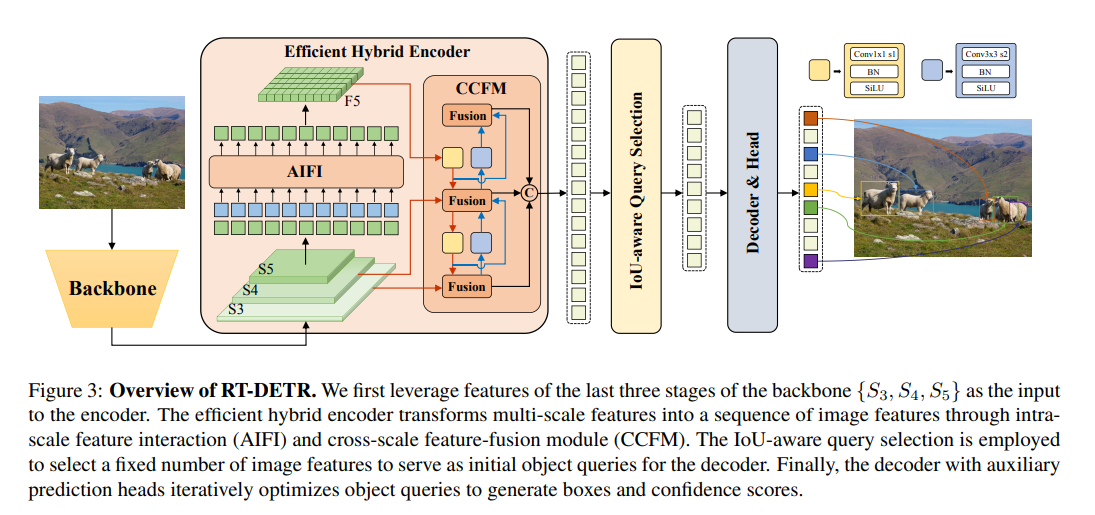 Efficient Hybrid Encoder
F5
CCFM
Fusion
AIFI
Fusion
C
S5
S4
S3
Fusion
Backbone
IoU-aware Query Selection
Decoder & Head
Conv1x1 s1
BN
SiLU
Conv3x3 s2
BN
SiLU
Figure 3: Overview of RT-DETR. We first leverage features of the last three stages of the backbone {S3, S4, S5} as the input
to the encoder. The efficient hybrid encoder transforms multi-scale features into a sequence of image features through intra-
scale feature interaction (AIFI) and cross-scale feature-fusion module (CCFM). The IoU-aware query selection is employed
to select a fixed number of image features to serve as initial object queries for the decoder. Finally, the decoder with auxiliary
prediction heads iteratively optimizes object queries to generate boxes and confidence scores.